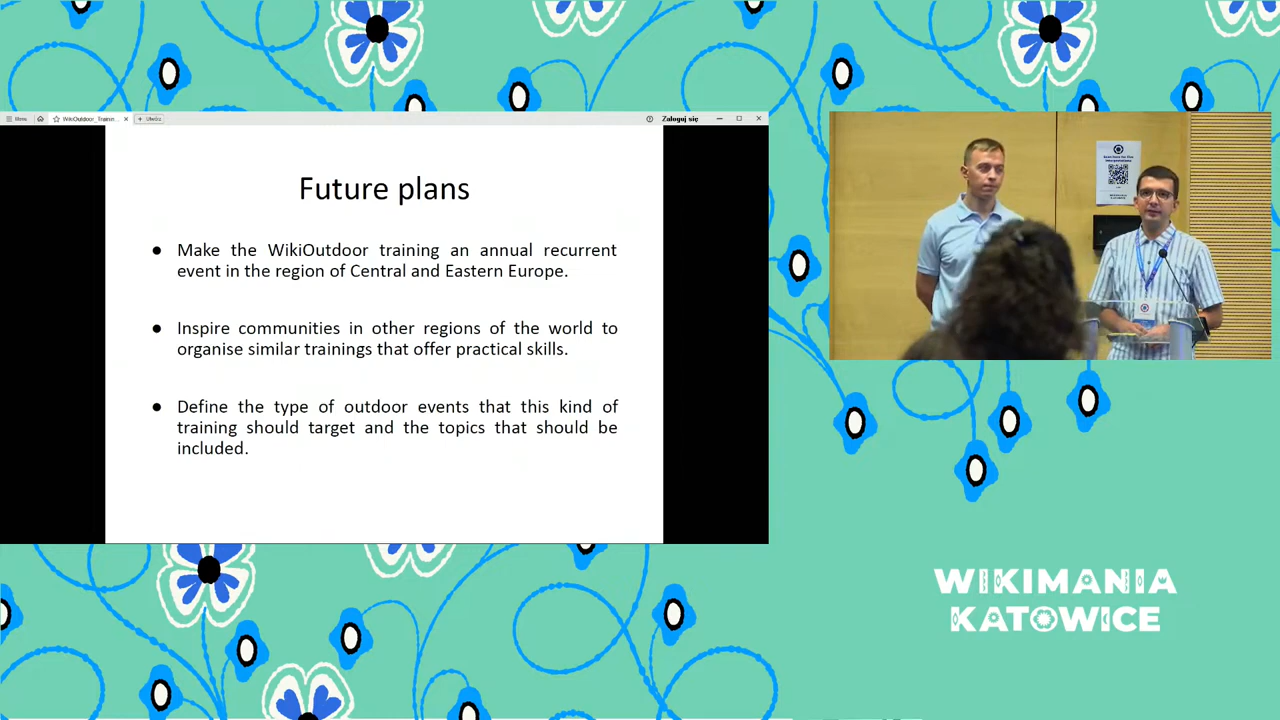 Menu
WikiOutdoor_Trainin...
Utwórz
Zaloguj się
Future plans
● Make the WikiOutdoor training an annual recurrent
event in the region of Central and Eastern Europe.
● Inspire communities in other regions of the world to
organise similar trainings that offer practical skills.
● Define the type of outdoor events that this kind of
training should target and the topics that should be
included.
WIKIMANIA
KATOWICE